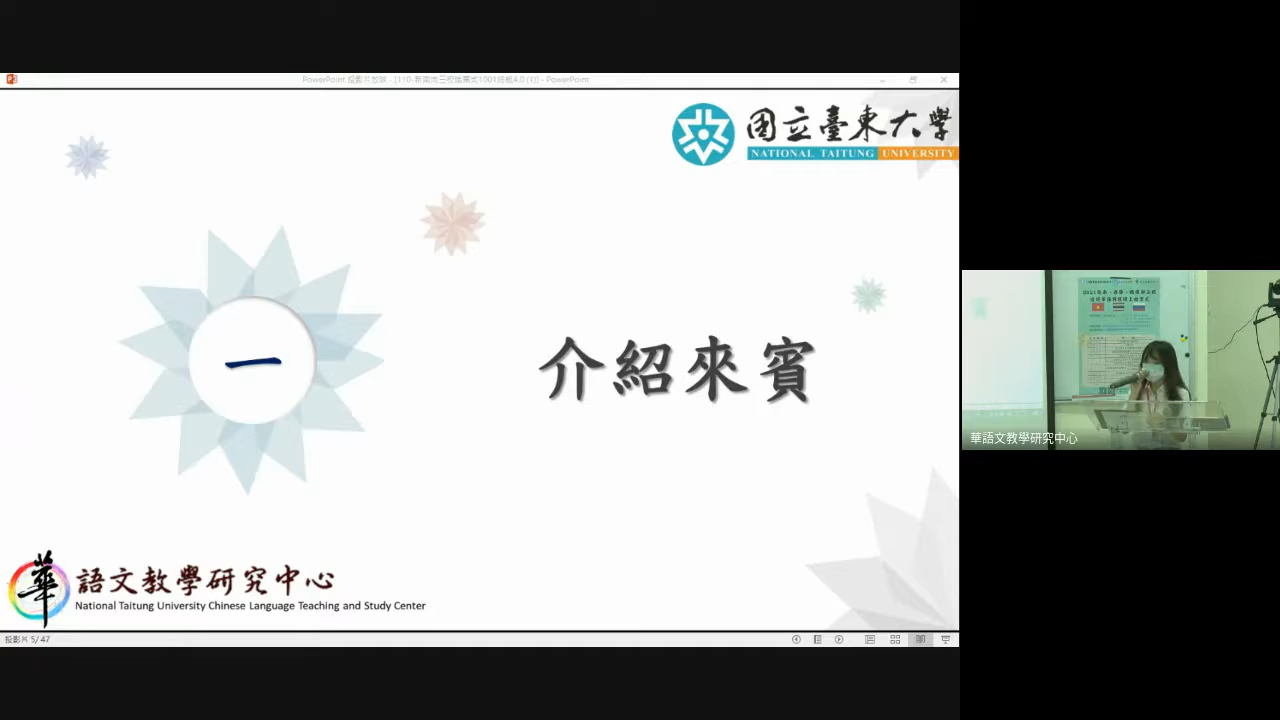 國立臺東大學
NATIONAL TAITUNG UNIVERSITY
一
介紹來賓
華語文教學研究中心
National Taitung University Chinese Language Teaching and Study Center
投影片 5/47
華語文教學研究中心